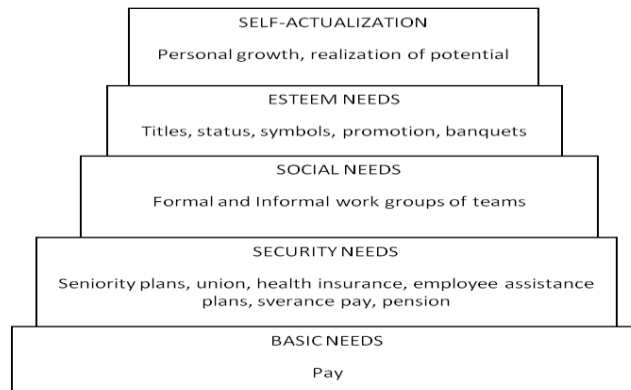 SELF-ACTUALIZATION
Personal growth, realization of potential
ESTEEM NEEDS
Titles, status, symbols, promotion, banquets
SOCIAL NEEDS
Formal and Informal work groups of teams
SECURITY NEEDS
Seniority plans, union, health insurance, employee assistance
plans, sverance pay, pension
BASIC NEEDS
Pay